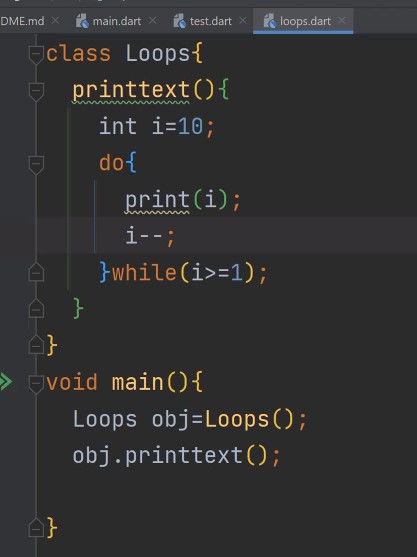 DME.md × main.dart × test.dart × loops.dart ×
class Loops{
printtext(){
int i=10;
do{
print(i);
i--;
}while(i>=1);
}
}
void main(){
Loops obj=Loops();
obj.printtext();
}